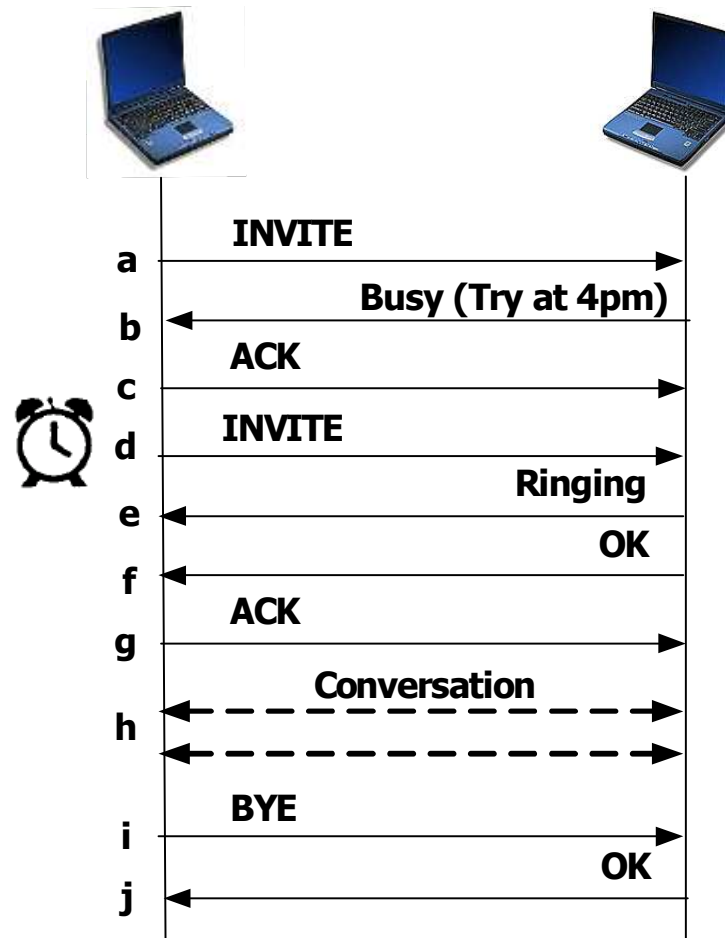 a INVITE
b Busy (Try at 4pm)
c ACK
d INVITE
e Ringing
f OK
g ACK
h Conversation
i BYE
j OK